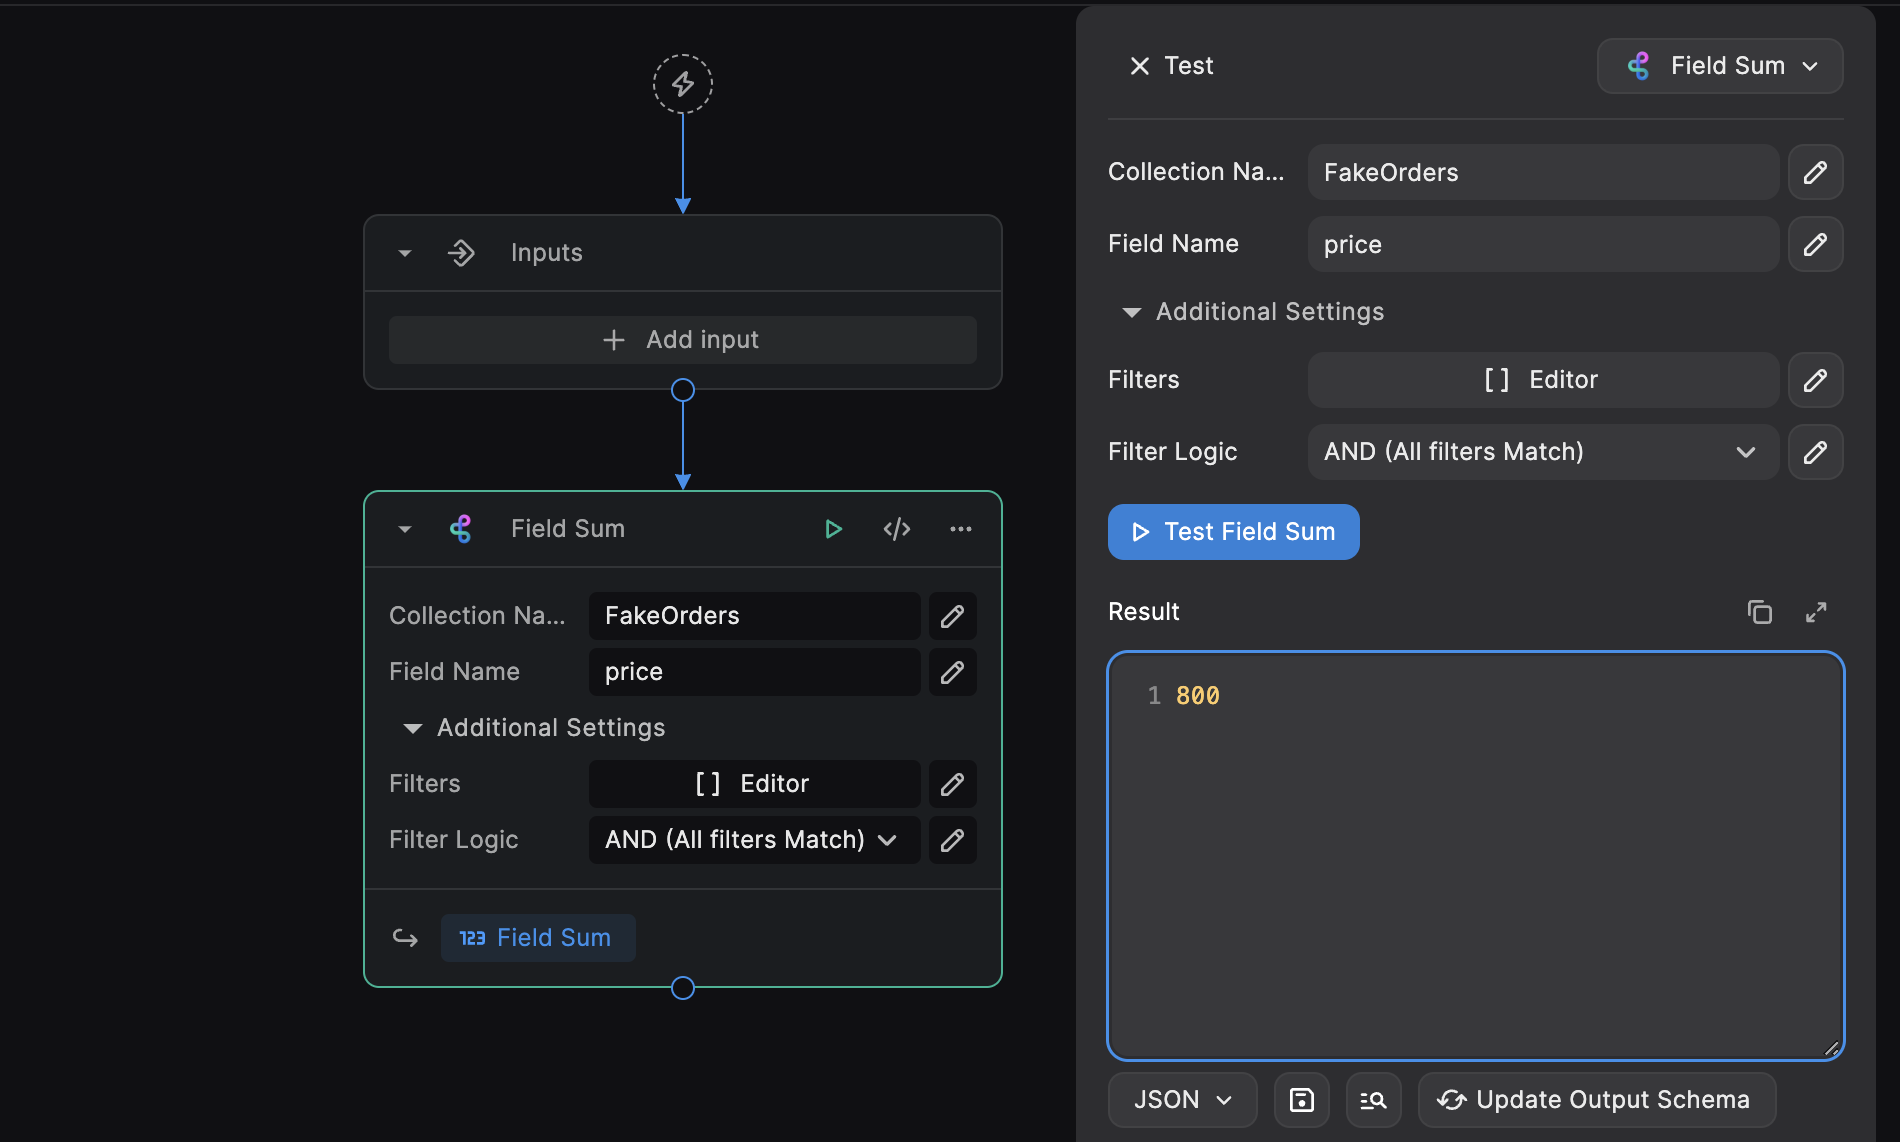 Inputs
Add input
Field Sum
Collection Na...
FakeOrders
Field Name
price
Additional Settings
Filters
[ ] Editor
Filter Logic
AND (All filters Match)
123 Field Sum
Test
Field Sum
Collection Na...
FakeOrders
Field Name
price
Additional Settings
Filters
[ ] Editor
Filter Logic
AND (All filters Match)
Test Field Sum
Result
1 800
JSON
Update Output Schema